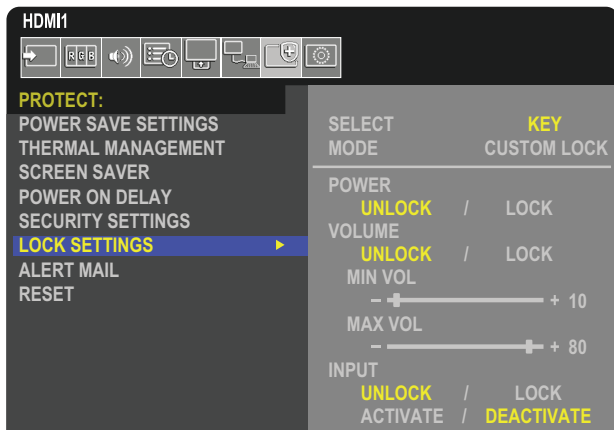 HDMI1
RGB
PROTECT:
POWER SAVE SETTINGS
THERMAL MANAGEMENT
SCREEN SAVER
POWER ON DELAY
SECURITY SETTINGS
LOCK SETTINGS
ALERT MAIL
RESET
SELECT KEY
MODE CUSTOM LOCK
POWER
UNLOCK / LOCK
VOLUME
UNLOCK / LOCK
MIN VOL
- + 10
MAX VOL
- + 80
INPUT
UNLOCK / LOCK
ACTIVATE / DEACTIVATE